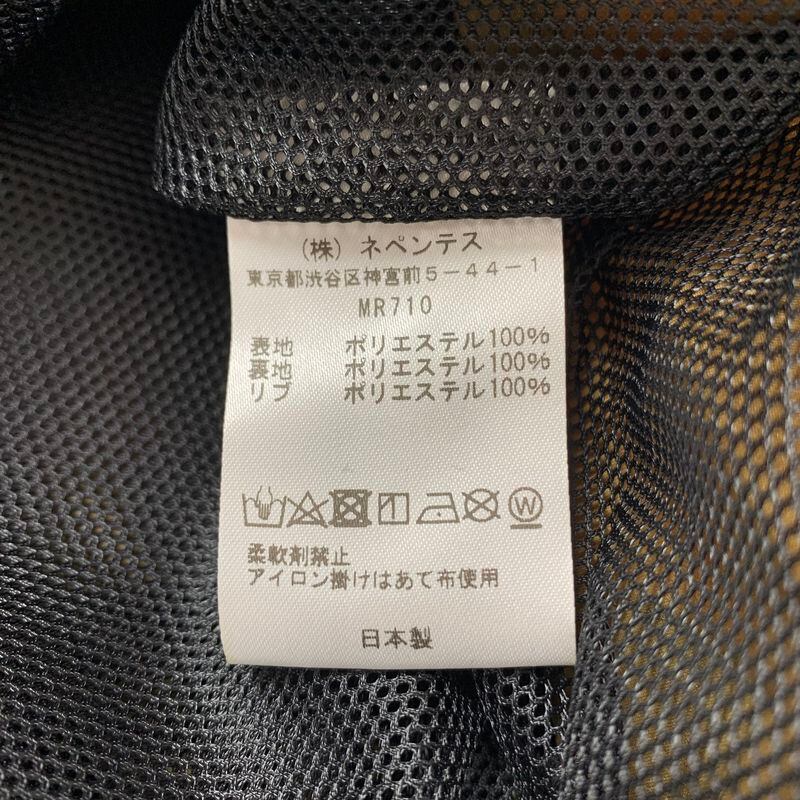 （株）ネペンテス
東京都渋谷区神宮前5-44-1
MR710
表地 ポリエステル100%
裏地 ポリエステル100%
リブ ポリエステル100%
W
柔軟剤禁止
アイロン掛けはあて布使用
日本製